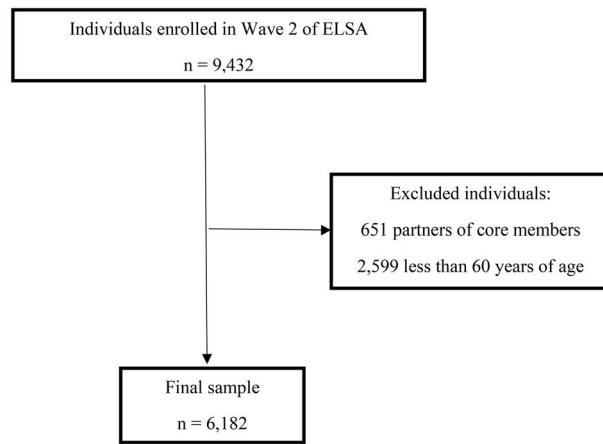 Individuals enrolled in Wave 2 of ELSA
n = 9,432
Excluded individuals:
651 partners of core members
2,599 less than 60 years of age
Final sample
n = 6,182